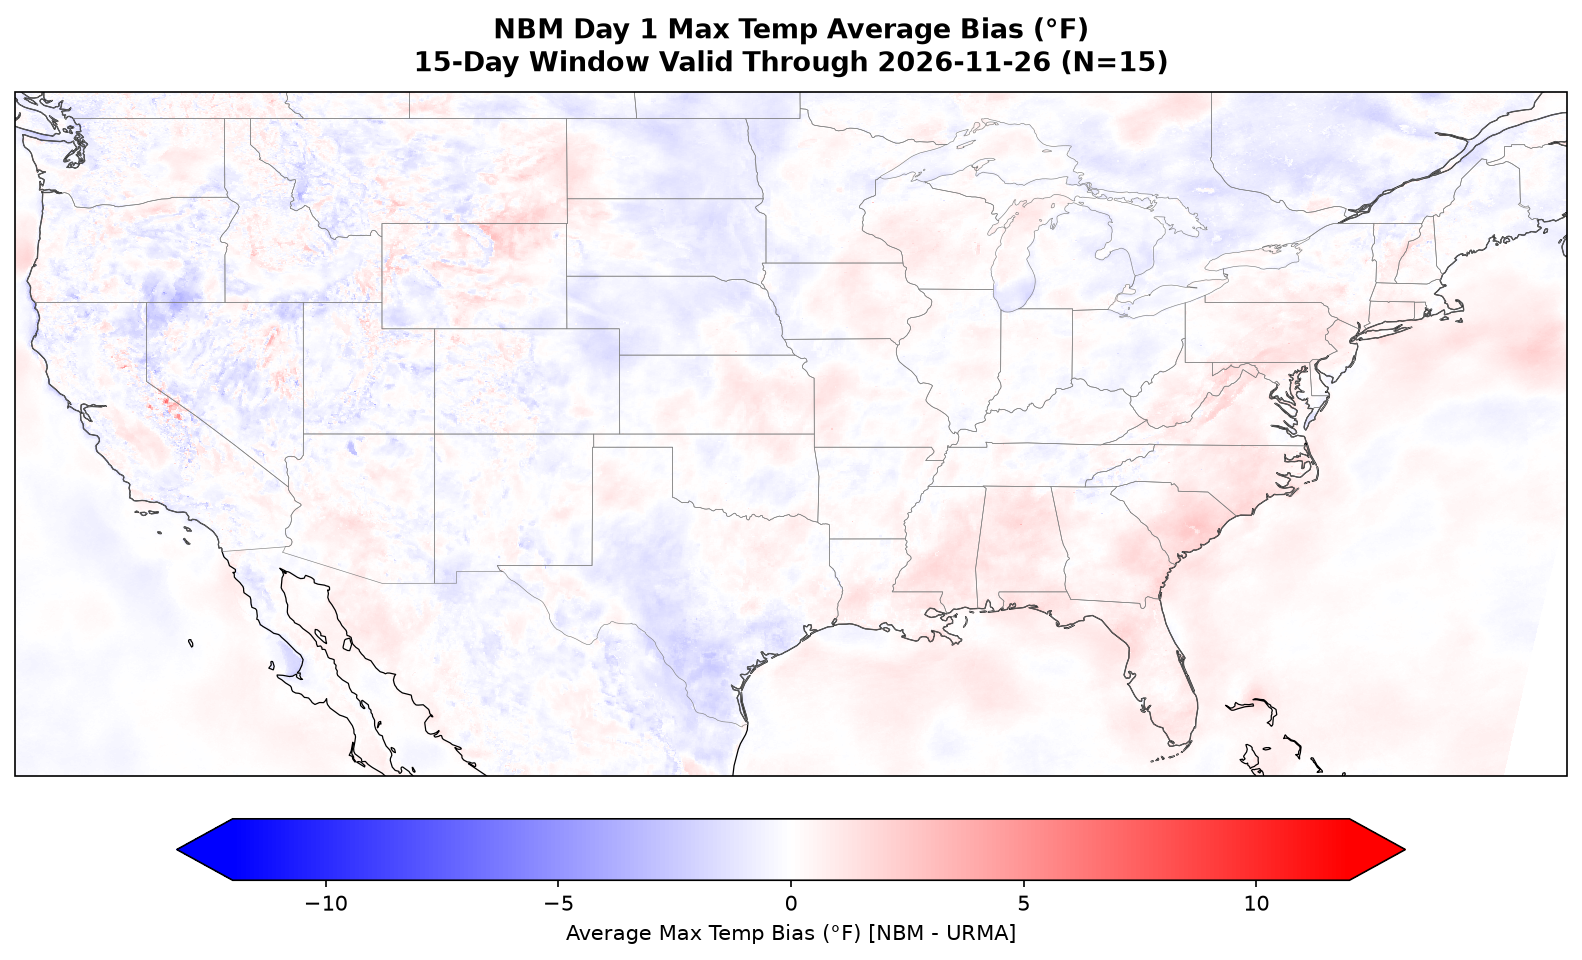 NBM Day 1 Max Temp Average Bias (°F)
15-Day Window Valid Through 2026-11-26 (N=15)
−10 −5 0 5 10
Average Max Temp Bias (°F) [NBM - URMA]